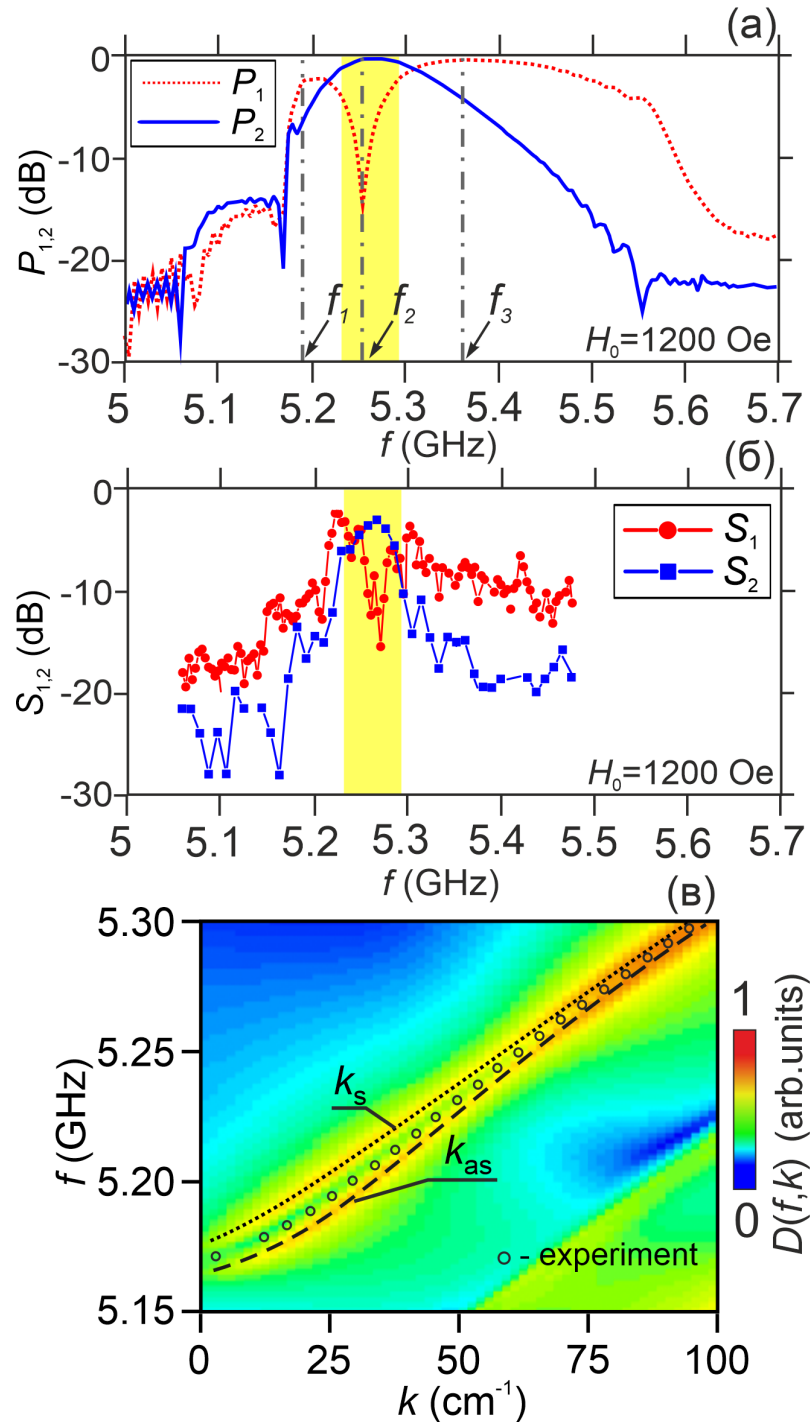 (а)
0
-10
-20
-30
P1,2 (dB)
P1
P2
f1
f2
f3
H0=1200 Oe
5 5.1 5.2 5.3 5.4 5.5 5.6 5.7
f (GHz)
(б)
0
-10
-20
-30
S1,2 (dB)
S1
S2
H0=1200 Oe
5 5.1 5.2 5.3 5.4 5.5 5.6 5.7
f (GHz)
(в)
5.30
5.25
5.20
5.15
f (GHz)
ks
kas
- experiment
0 25 50 75 100
k (cm-1)
1
0
D(f,k) (arb.units)